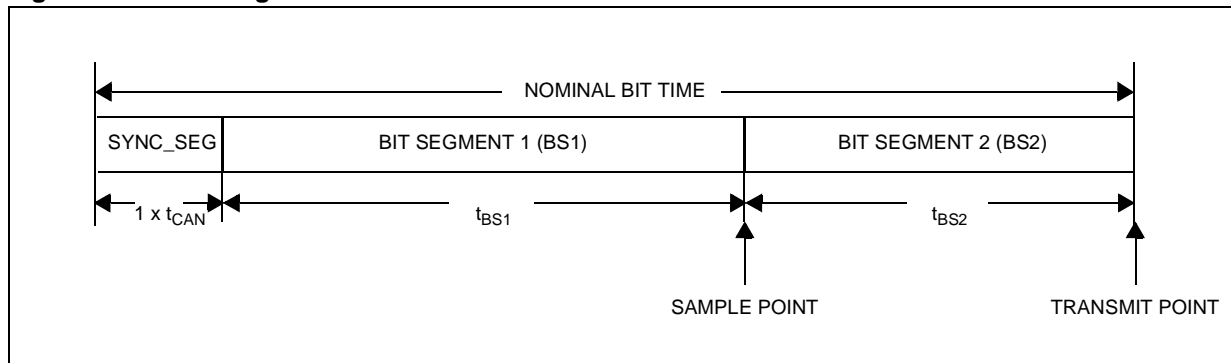 NOMINAL BIT TIME
SYNC_SEG
BIT SEGMENT 1 (BS1)
BIT SEGMENT 2 (BS2)
1 x tCAN
tBS1
tBS2
SAMPLE POINT
TRANSMIT POINT